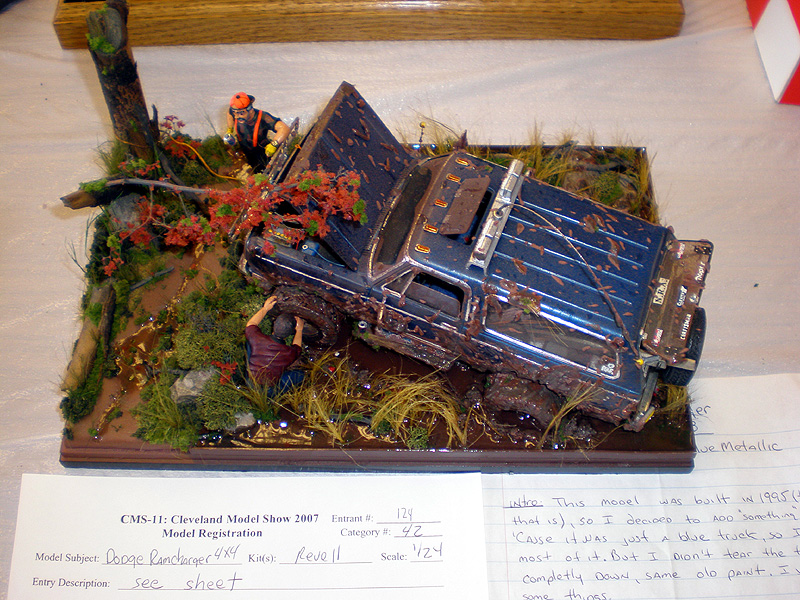 CMS-11: Cleveland Model Show 2007
Model Registration
Entrant #: 124
Category #: 42
Model Subject: Dodge Ramcharger 4x4 Kit(s): Revell Scale: 1/24
Entry Description: see sheet
ue Metallic
Intro: This model was built in 1995 (
that is), so I decided to ADD "something"
'Cause it was just a blue truck, so I
most of it. But I didn't tear the t
completly down, same old paint. I
some things.